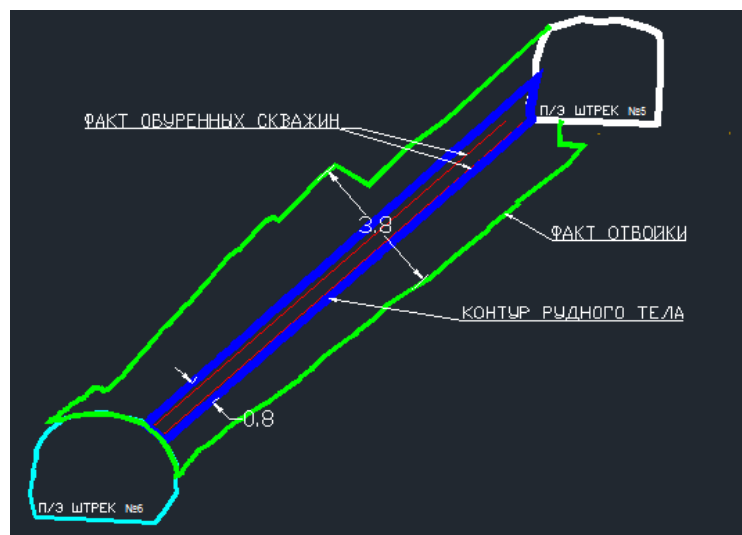 П/Э ШТРЕК №5
ФАКТ ОБУРЕННЫХ СКВАЖИН
3.8
ФАКТ ОТБОЙКИ
КОНТУР РУДНОГО ТЕЛА
0.8
П/Э ШТРЕК №6